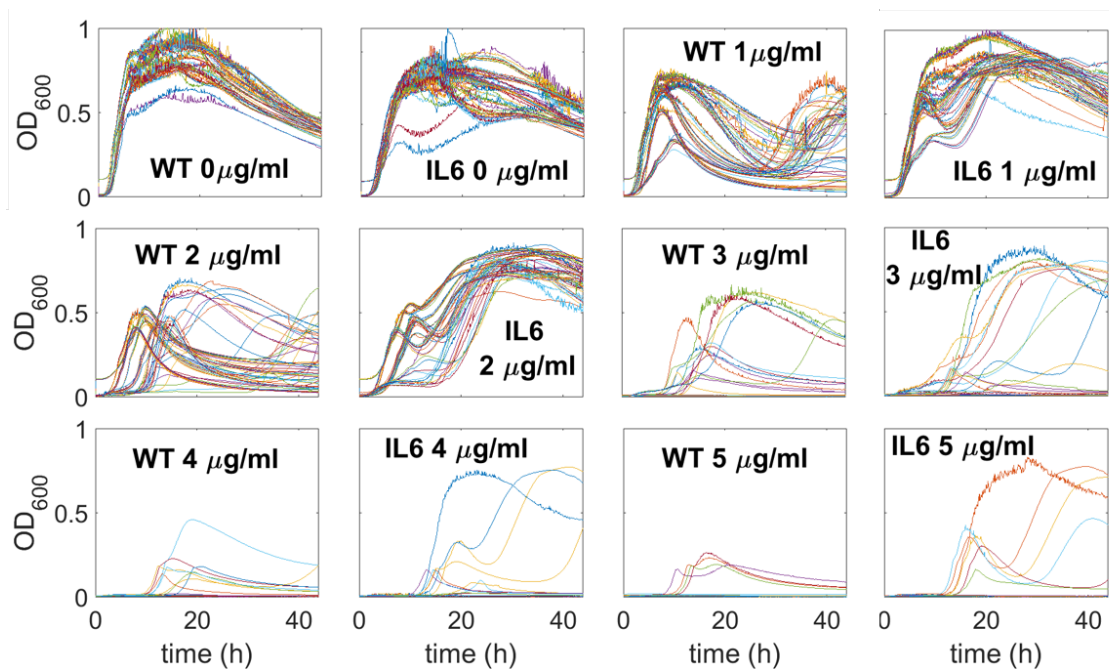 1
0.5
0
OD600
WT 0µg/ml
IL6 0 µg/ml
WT 1µg/ml
IL6 1 µg/ml
1
0.5
0
OD600
WT 2 µg/ml
IL6
2 µg/ml
WT 3 µg/ml
IL6
3 µg/ml
1
0.5
0
OD600
WT 4 µg/ml
IL6 4 µg/ml
WT 5 µg/ml
IL6 5 µg/ml
0 20 40
0 20 40
0 20 40
0 20 40
time (h)
time (h)
time (h)
time (h)